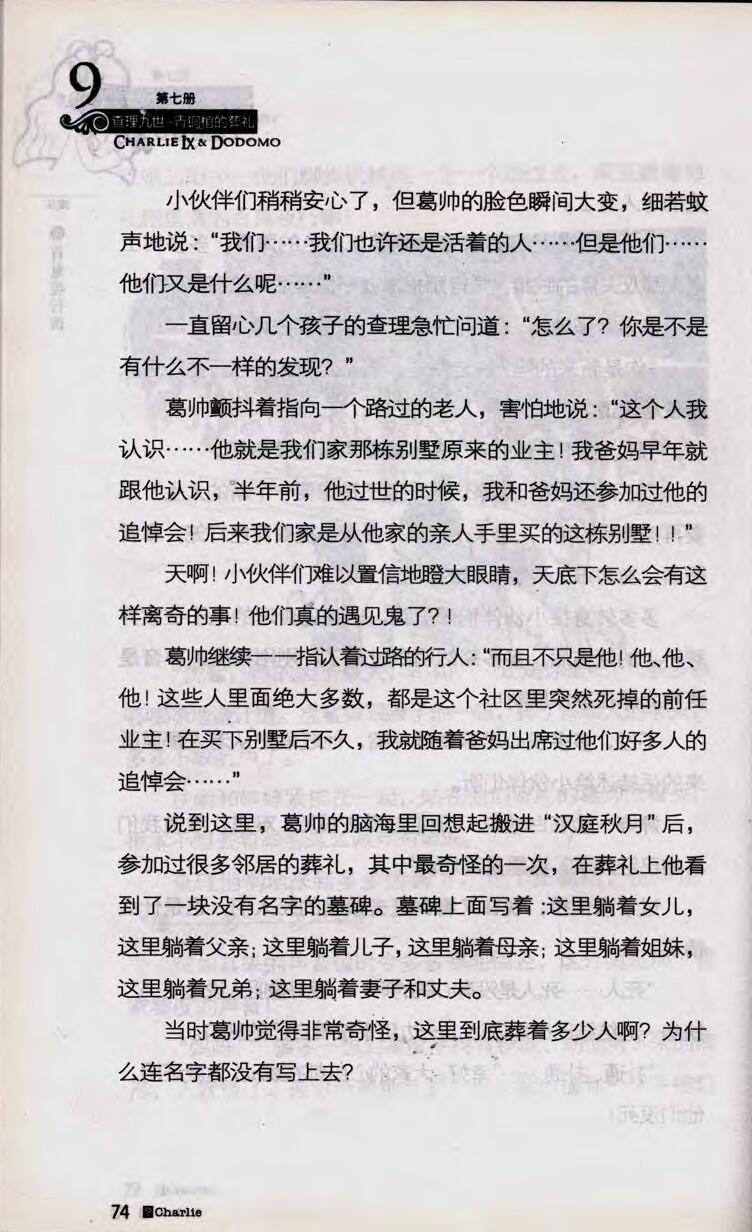 9
第七册
查理九世-青铜棺的葬礼
CHARLIE IX & DODOMO
小伙伴们稍稍安心了，但葛帅的脸色瞬间大变，细若蚊
声地说：“我们……我们也许还是活着的人……但是他们……
他们又是什么呢……”
一直留心几个孩子的查理急忙问道：“怎么了？你是不是
有什么不一样的发现？”
葛帅颤抖着指向一个路过的老人，害怕地说：“这个人我
认识……他就是我们家那栋别墅原来的业主！我爸妈早年就
跟他认识，半年前，他过世的时候，我和爸妈还参加过他的
追悼会！后来我们家是从他家的亲人手里买的这栋别墅！！”
天啊！小伙伴们难以置信地瞪大眼睛，天底下怎么会有这
样离奇的事！他们真的遇见鬼了？！
葛帅继续一一指认着过路的行人：“而且不只是他！他、他、
他！这些人里面绝大多数，都是这个社区里突然死掉的前任
业主！在买下别墅后不久，我就随着爸妈出席过他们好多人的
追悼会……”
说到这里，葛帅的脑海里回想起搬进“汉庭秋月”后，
参加过很多邻居的葬礼，其中最奇怪的一次，在葬礼上他看
到了一块没有名字的墓碑。墓碑上面写着：这里躺着女儿，
这里躺着父亲；这里躺着儿子，这里躺着母亲；这里躺着姐妹，
这里躺着兄弟；这里躺着妻子和丈夫。
当时葛帅觉得非常奇怪，这里到底葬着多少人啊？为什
么连名字都没有写上去？
74 Charlie